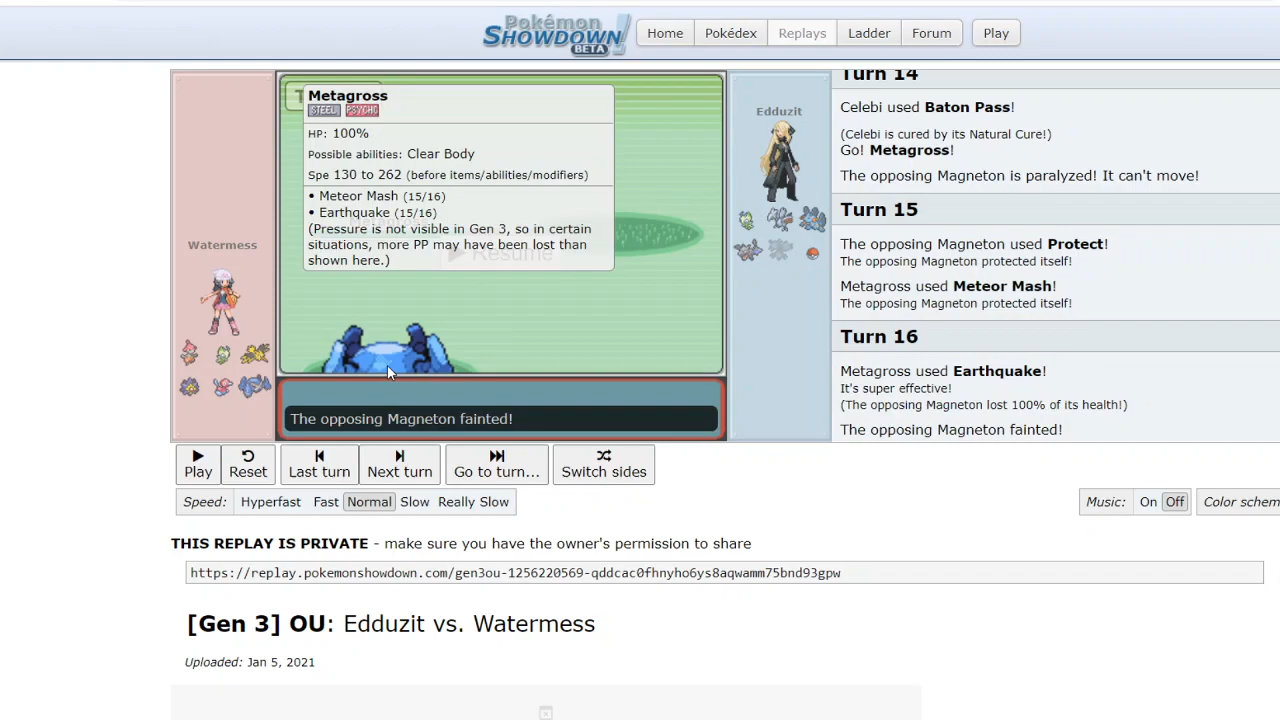 Pokémon
SHOWDOWN!
BETA
Home
Pokédex
Replays
Ladder
Forum
Play
Watermess
T
Metagross
STEEL PSYCHC
HP: 100%
Possible abilities: Clear Body
Spe 130 to 262 (before items/abilities/modifiers)
• Meteor Mash (15/16)
• Earthquake (15/16)
(Pressure is not visible in Gen 3, so in certain
situations, more PP may have been lost than
shown here.)
Resume
The opposing Magneton fainted!
Edduzit
Turn 14
Celebi used Baton Pass!
(Celebi is cured by its Natural Cure!)
Go! Metagross!
The opposing Magneton is paralyzed! It can't move!
Turn 15
The opposing Magneton used Protect!
The opposing Magneton protected itself!
Metagross used Meteor Mash!
The opposing Magneton protected itself!
Turn 16
Metagross used Earthquake!
It's super effective!
(The opposing Magneton lost 100% of its health!)
The opposing Magneton fainted!
Play
Reset
Last turn
Next turn
Go to turn...
Switch sides
Speed: Hyperfast Fast Normal Slow Really Slow
Music: On Off
Color schem
THIS REPLAY IS PRIVATE - make sure you have the owner's permission to share
https://replay.pokemonshowdown.com/gen3ou-1256220569-qddcac0fhnyho6ys8aqwamm75bnd93gpw
[Gen 3] OU: Edduzit vs. Watermess
Uploaded: Jan 5, 2021